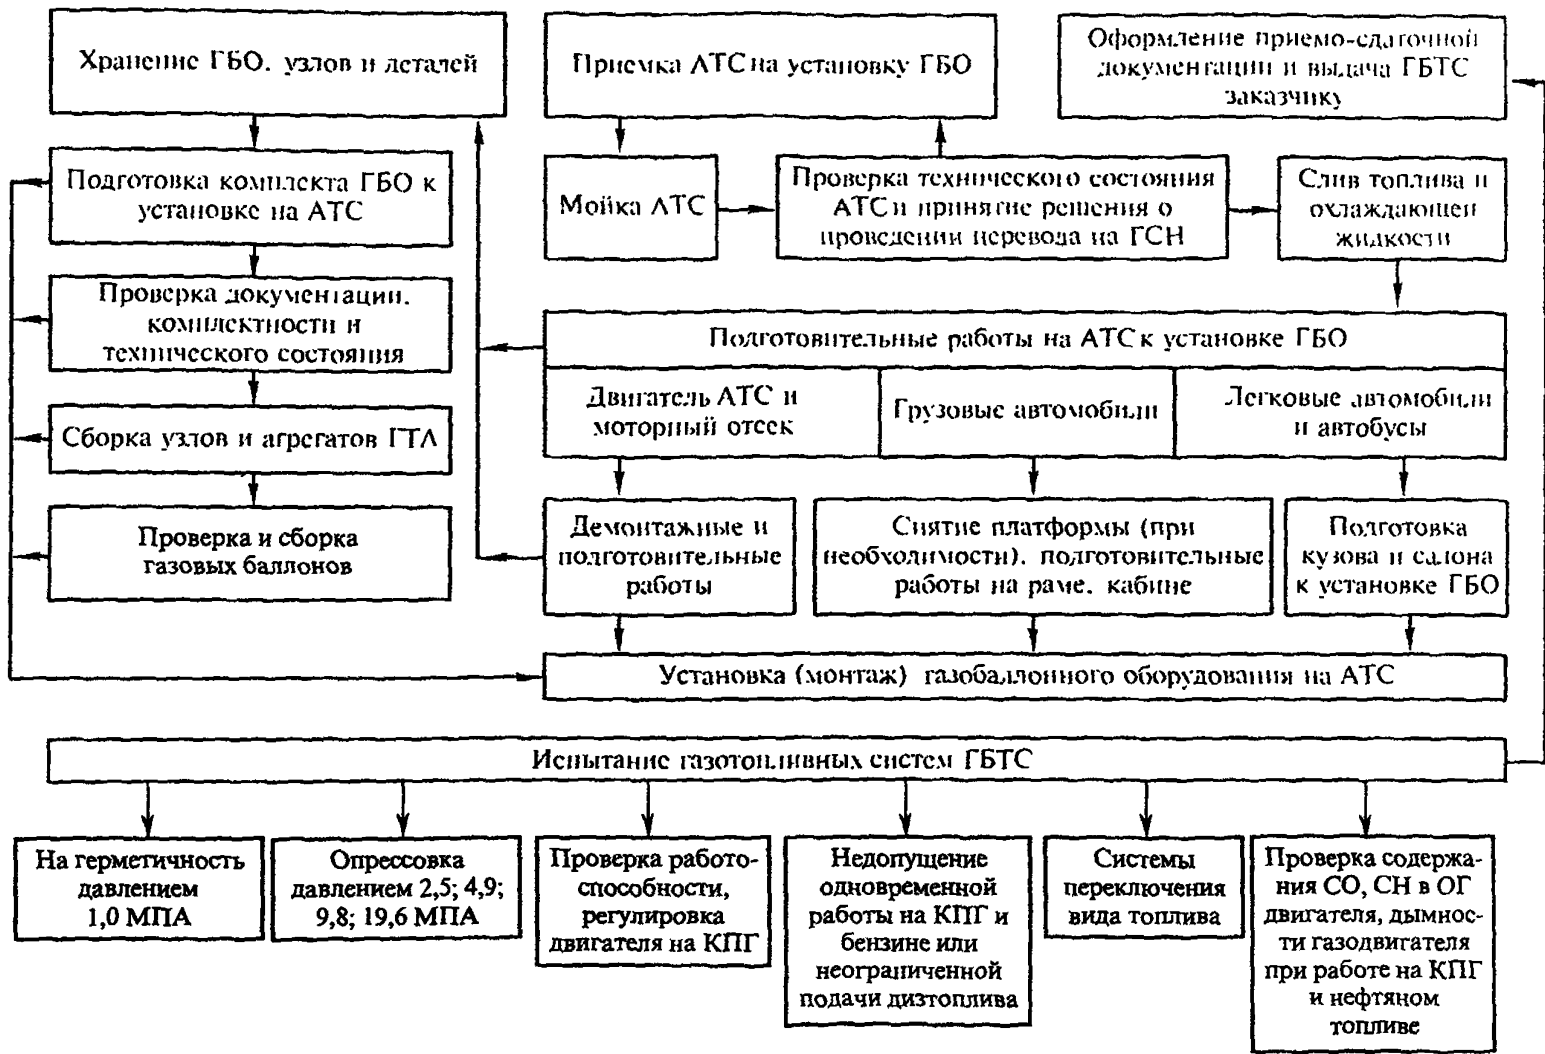 Хранение ГБО, узлов и деталей
Приемка АТС на установку ГБО
Оформление приемо-сдаточной
документации и выдача ГБТС
заказчику
Подготовка комплекта ГБО к
установке на АТС
Мойка АТС
Проверка технического состояния
АТС и принятие решения о
проведении перевода на ГСН
Слив топлива и
охлаждающей
жидкости
Проверка документации,
комплектности и
технического состояния
Подготовительные работы на АТС к установке ГБО
Двигатель АТС и
моторный отсек
Грузовые автомобили
Легковые автомобили
и автобусы
Сборка узлов и агрегатов ГТА
Проверка и сборка
газовых баллонов
Демонтажные и
подготовительные
работы
Снятие платформы (при
необходимости), подготовительные
работы на раме, кабине
Подготовка
кузова и салона
к установке ГБО
Установка (монтаж) газобаллонного оборудования на АТС
Испытание газотопливных систем ГБТС
На герметичность
давлением
1,0 МПА
Опрессовка
давлением 2,5; 4,9;
9,8; 19,6 МПА
Проверка работо-
способности,
регулировка
двигателя на КПГ
Недопущение
одновременной
работы на КПГ и
бензине или
неограниченной
подачи дизтоплива
Системы
переключения
вида топлива
Проверка содержа-
ния СО, СН в ОГ
двигателя, дымнос-
ти газодвигателя
при работе на КПГ
и нефтяном
топливе